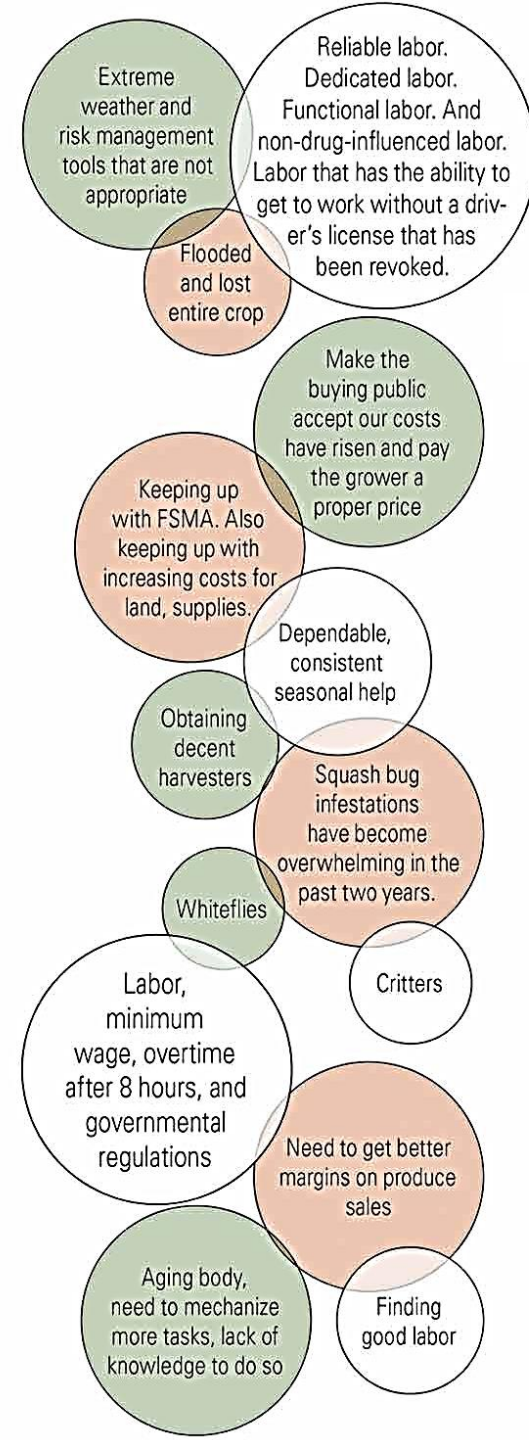 Extreme
weather and
risk management
tools that are not
appropriate
Reliable labor.
Dedicated labor.
Functional labor. And
non-drug-influenced labor.
Labor that has the ability to
get to work without a driv-
er's license that has
been revoked.
Flooded
and lost
entire crop
Make the
buying public
accept our costs
have risen and pay
the grower a
proper price
Keeping up
with FSMA. Also
keeping up with
increasing costs for
land, supplies.
Dependable,
consistent
seasonal help
Obtaining
decent
harvesters
Squash bug
infestations
have become
overwhelming in the
past two years.
Whiteflies
Critters
Labor,
minimum
wage, overtime
after 8 hours, and
governmental
regulations
Need to get better
margins on produce
sales
Aging body,
need to mechanize
more tasks, lack of
knowledge to do so
Finding
good labor